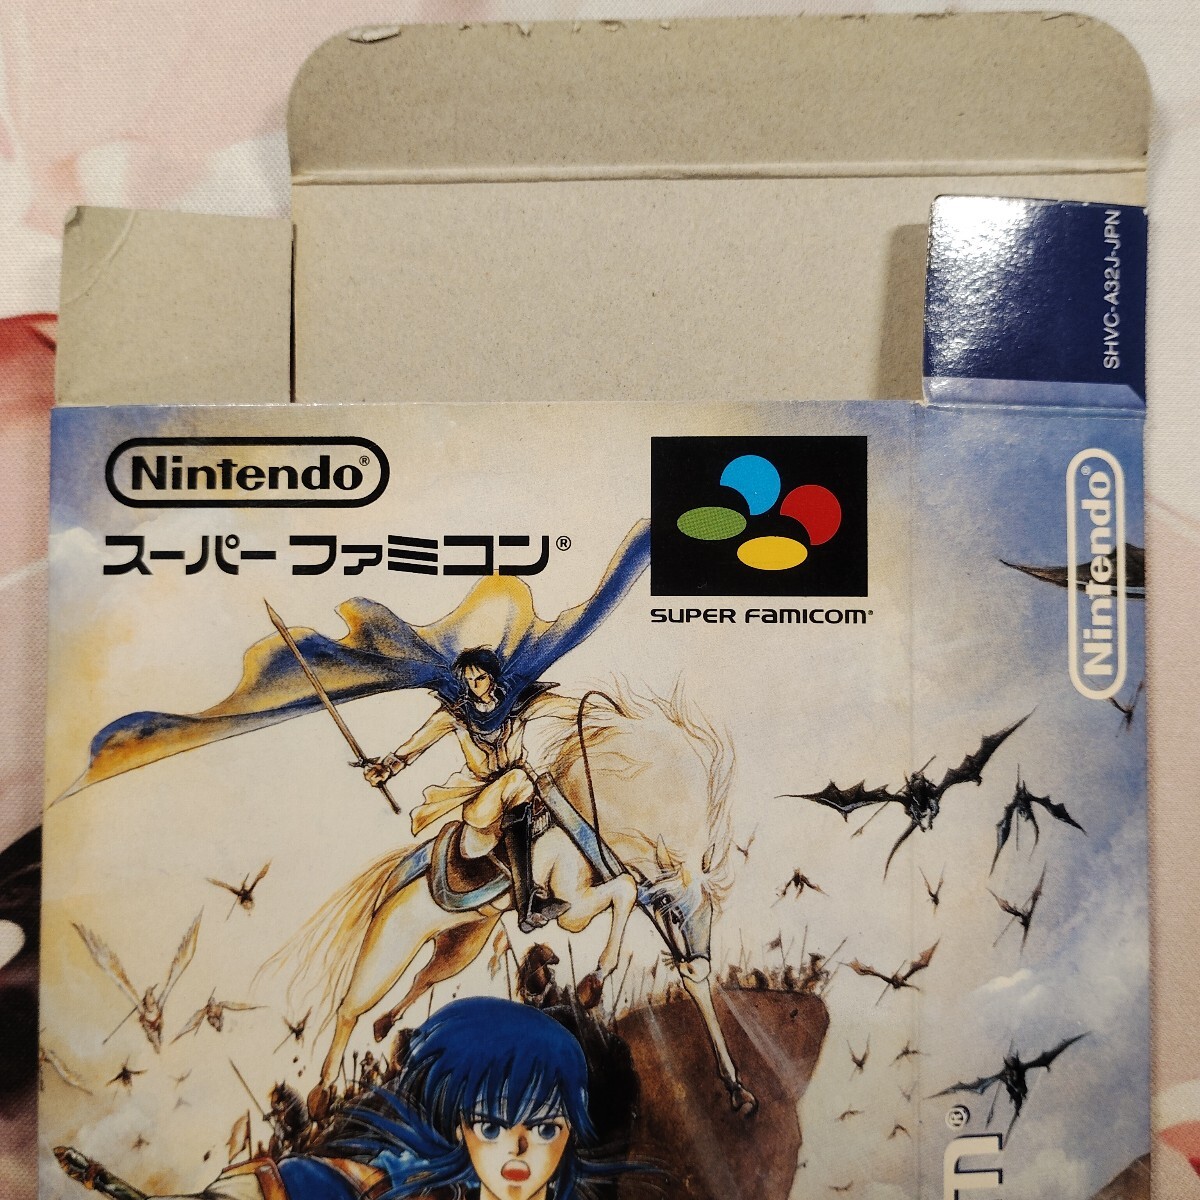 SHVC-A32J-JPN
Nintendo®
スーパーファミコン®
SUPER FAMICOM®
Nintendo®